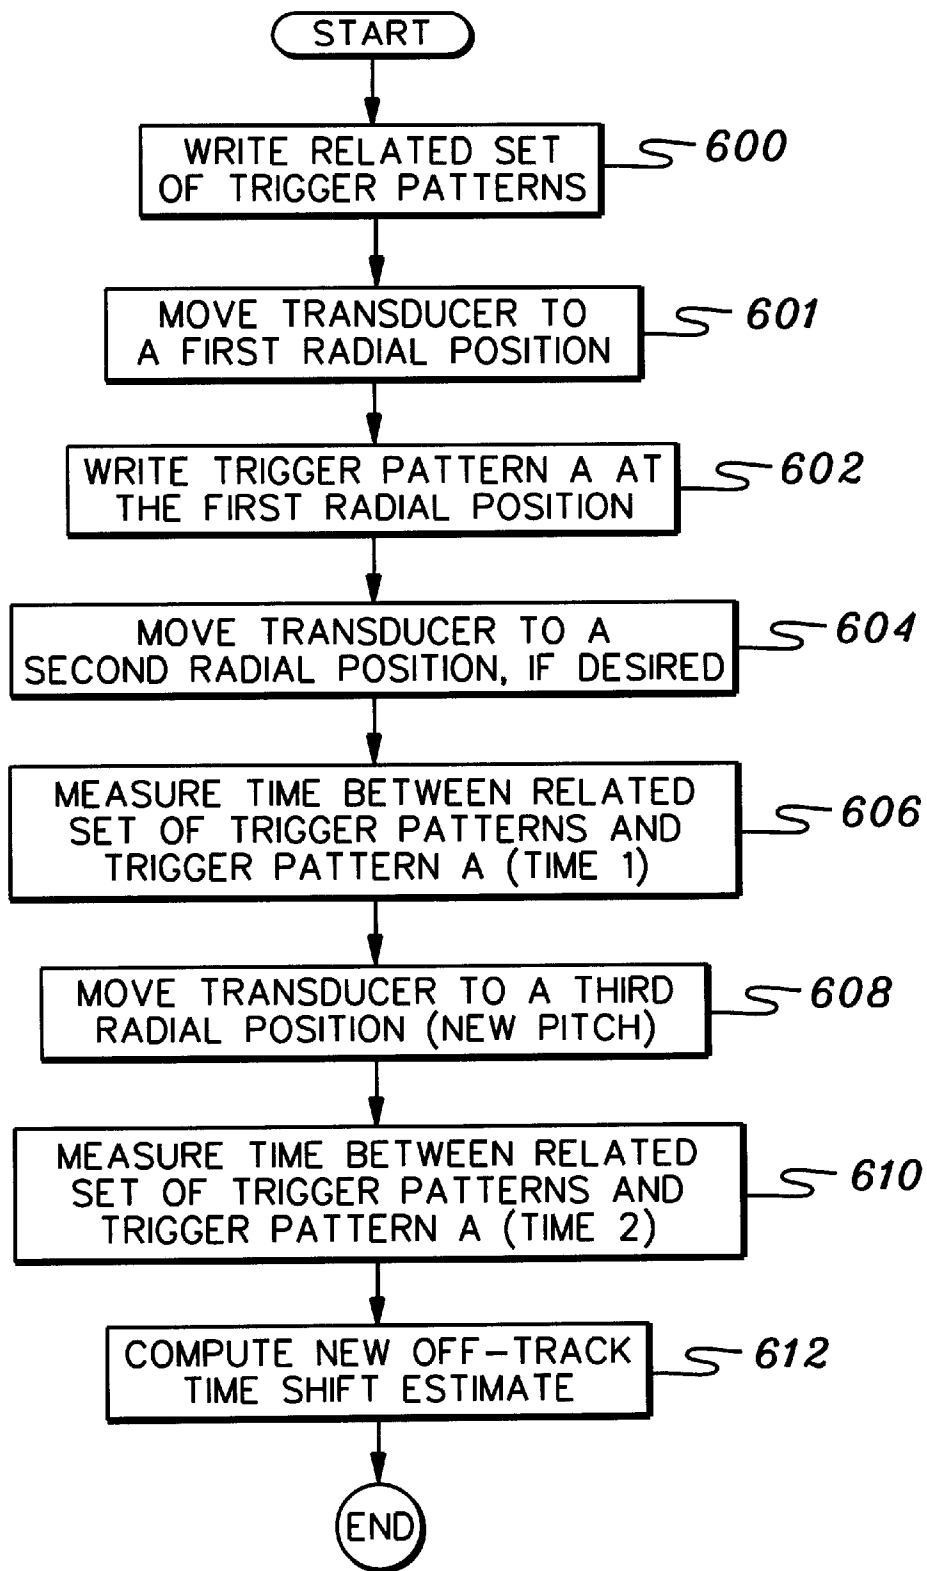 START
WRITE RELATED SET
OF TRIGGER PATTERNS
600
MOVE TRANSDUCER TO
A FIRST RADIAL POSITION
601
WRITE TRIGGER PATTERN A AT
THE FIRST RADIAL POSITION
602
MOVE TRANSDUCER TO A
SECOND RADIAL POSITION, IF DESIRED
604
MEASURE TIME BETWEEN RELATED
SET OF TRIGGER PATTERNS AND
TRIGGER PATTERN A (TIME 1)
606
MOVE TRANSDUCER TO A THIRD
RADIAL POSITION (NEW PITCH)
608
MEASURE TIME BETWEEN RELATED
SET OF TRIGGER PATTERNS AND
TRIGGER PATTERN A (TIME 2)
610
COMPUTE NEW OFF-TRACK
TIME SHIFT ESTIMATE
612
END